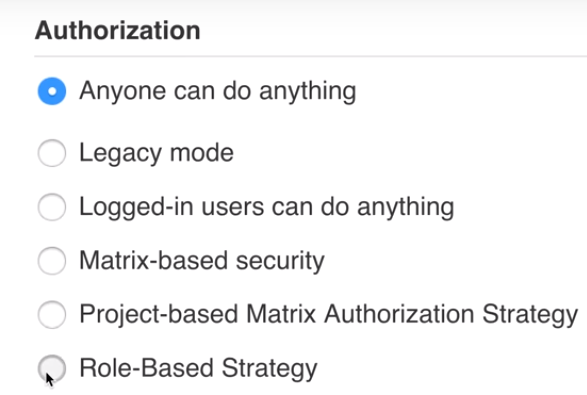 Authorization
Anyone can do anything
Legacy mode
Logged-in users can do anything
Matrix-based security
Project-based Matrix Authorization Strategy
Role-Based Strategy